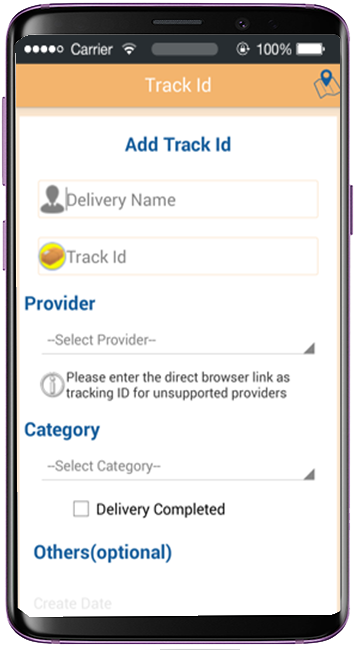 Carrier 100%
Track Id
Add Track Id
Delivery Name
Track Id
Provider
--Select Provider--
Please enter the direct browser link as
tracking ID for unsupported providers
Category
--Select Category--
Delivery Completed
Others(optional)
Create Date